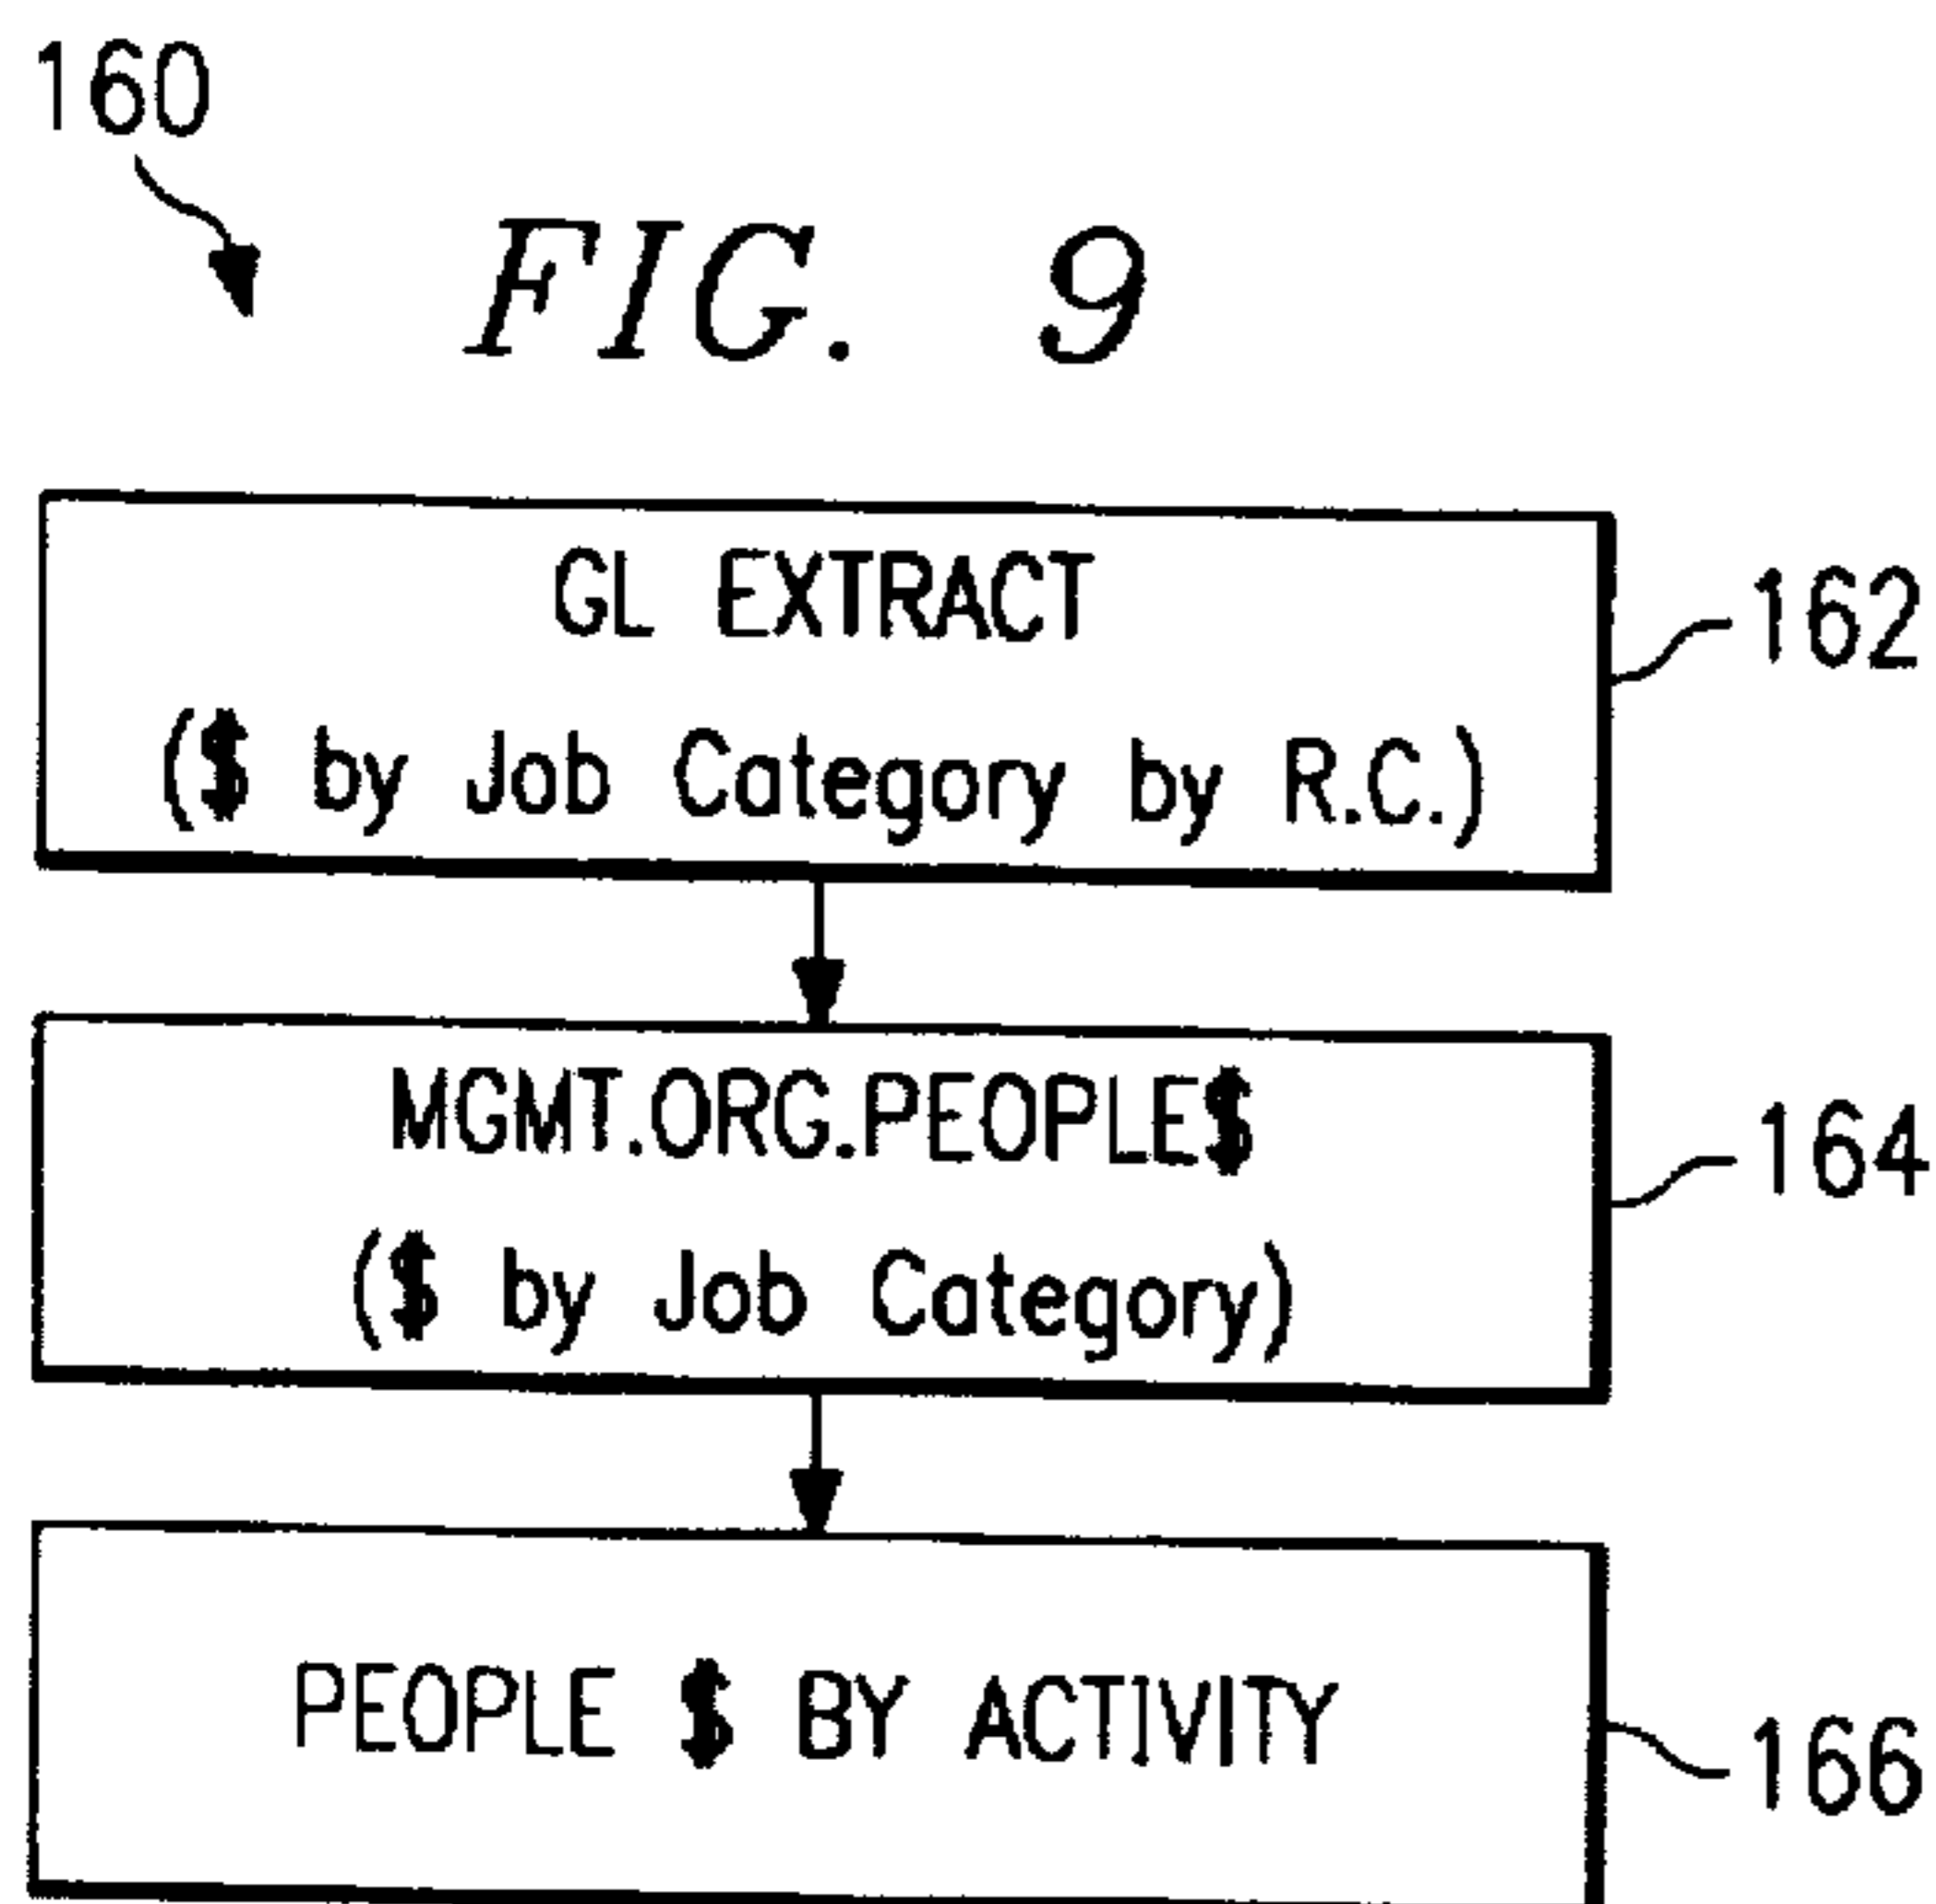 160
FIG. 9
GL EXTRACT
($ by Job Category by R.C.)
162
MGMT.ORG.PEOPLE$
($ by Job Category)
164
PEOPLE $ BY ACTIVITY
166